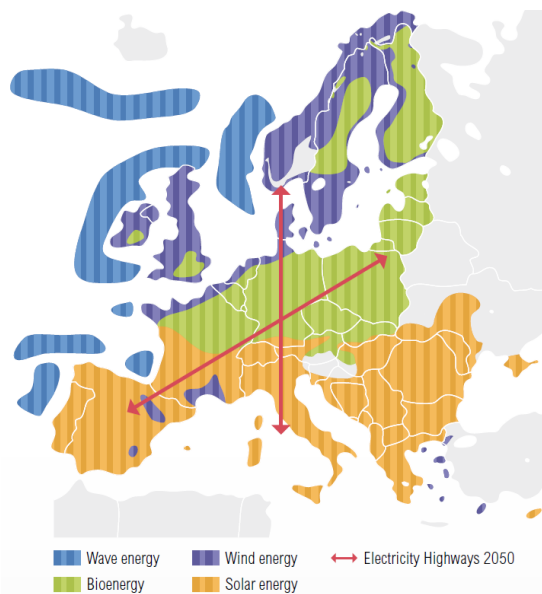 Wave energy
Wind energy
Electricity Highways 2050
Bioenergy
Solar energy